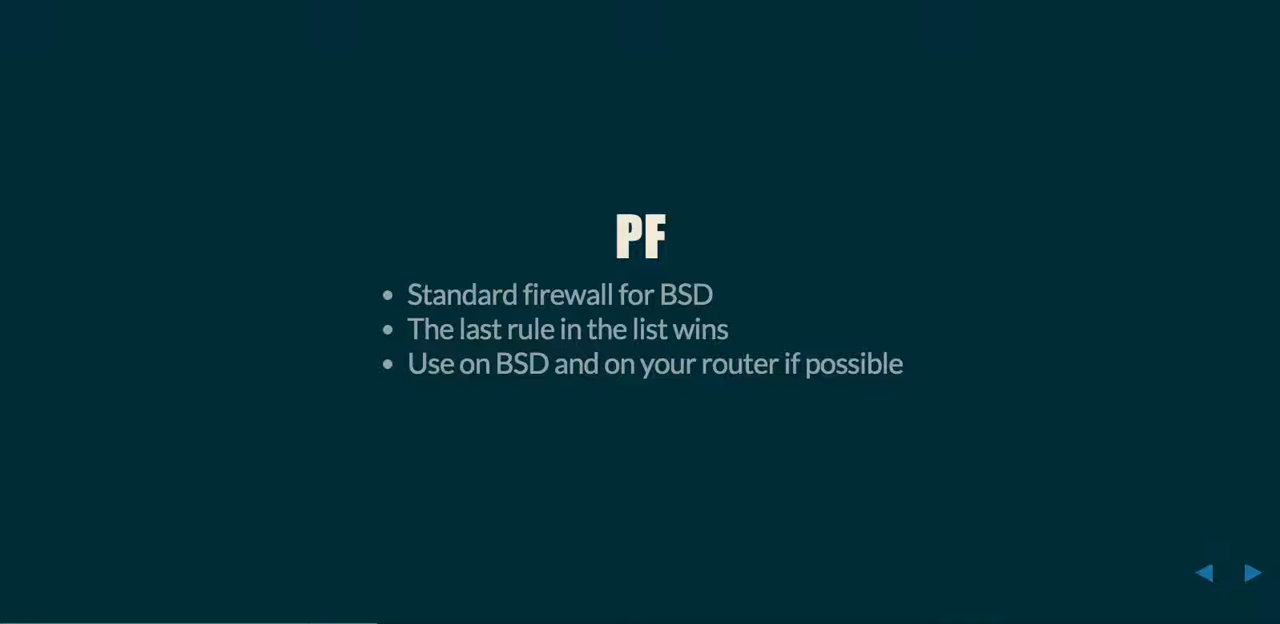 PF
Standard firewall for BSD
The last rule in the list wins
Use on BSD and on your router if possible